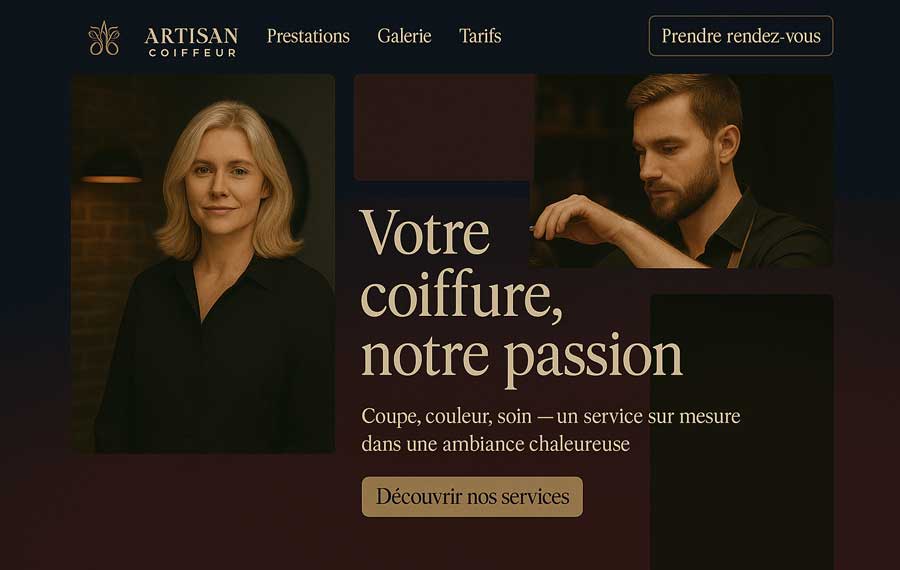 ARTISAN
COIFFEUR
Prestations
Galerie
Tarifs
Prendre rendez-vous
Votre
coiffure,
notre passion
Coupe, couleur, soin — un service sur mesure
dans une ambiance chaleureuse
Découvrir nos services